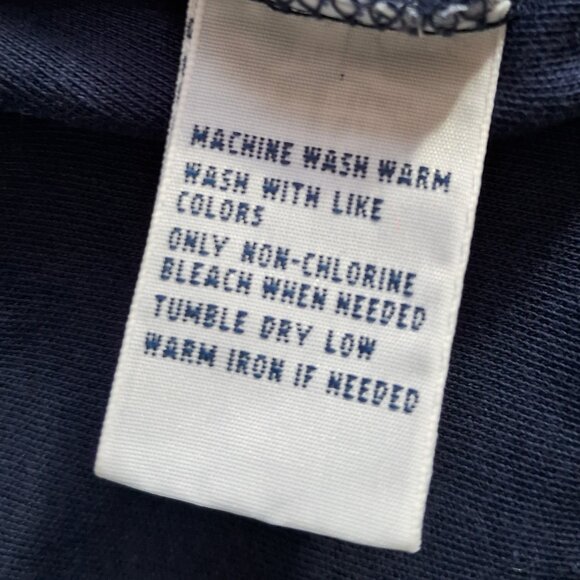 MACHINE WASH WARM
WASH WITH LIKE
COLORS
ONLY NON-CHLORINE
BLEACH WHEN NEEDED
TUMBLE DRY LOW
WARM IRON IF NEEDED